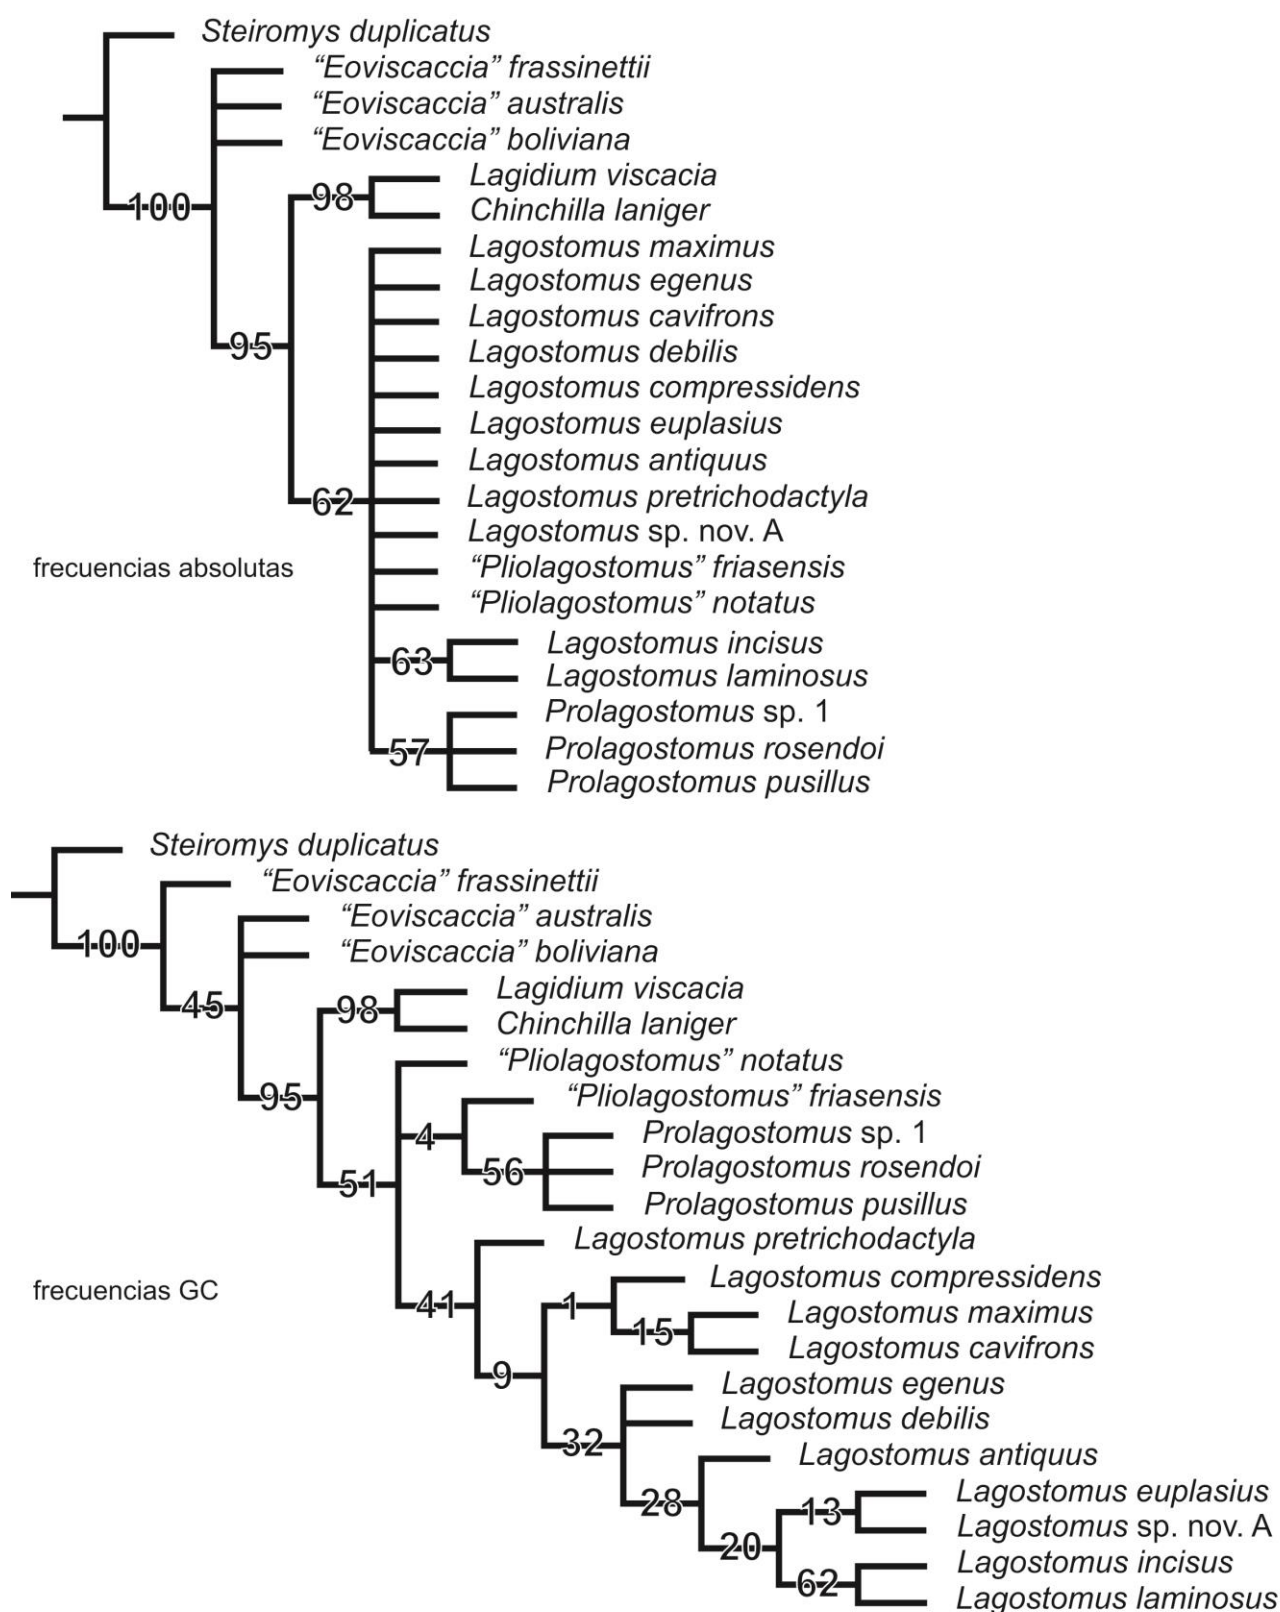 Steiromys duplicatus
“Eoviscaccia” frassinettii
“Eoviscaccia” australis
“Eoviscaccia” boliviana
Lagidium viscacia
98
Chinchilla laniger
100
Lagostomus maximus
Lagostomus egenus
Lagostomus cavifrons
95
Lagostomus debilis
Lagostomus compressidens
Lagostomus euplasius
Lagostomus antiquus
62
Lagostomus pretrichodactyla
Lagostomus sp. nov. A
frecuencias absolutas
“Pliolagostomus” friasensis
“Pliolagostomus” notatus
Lagostomus incisus
63
Lagostomus laminosus
Prolagostomus sp. 1
57
Prolagostomus rosendoi
Prolagostomus pusillus
Steiromys duplicatus
“Eoviscaccia” frassinettii
“Eoviscaccia” australis
100
“Eoviscaccia” boliviana
Lagidium viscacia
45
98
Chinchilla laniger
“Pliolagostomus” notatus
95
“Pliolagostomus” friasensis
4
Prolagostomus sp. 1
56
Prolagostomus rosendoi
51
Prolagostomus pusillus
Lagostomus pretrichodactyla
frecuencias GC
Lagostomus compressidens
41
1
Lagostomus maximus
15
Lagostomus cavifrons
9
Lagostomus egenus
Lagostomus debilis
32
Lagostomus antiquus
28
Lagostomus euplasius
13
Lagostomus sp. nov. A
20
Lagostomus incisus
62
Lagostomus laminosus